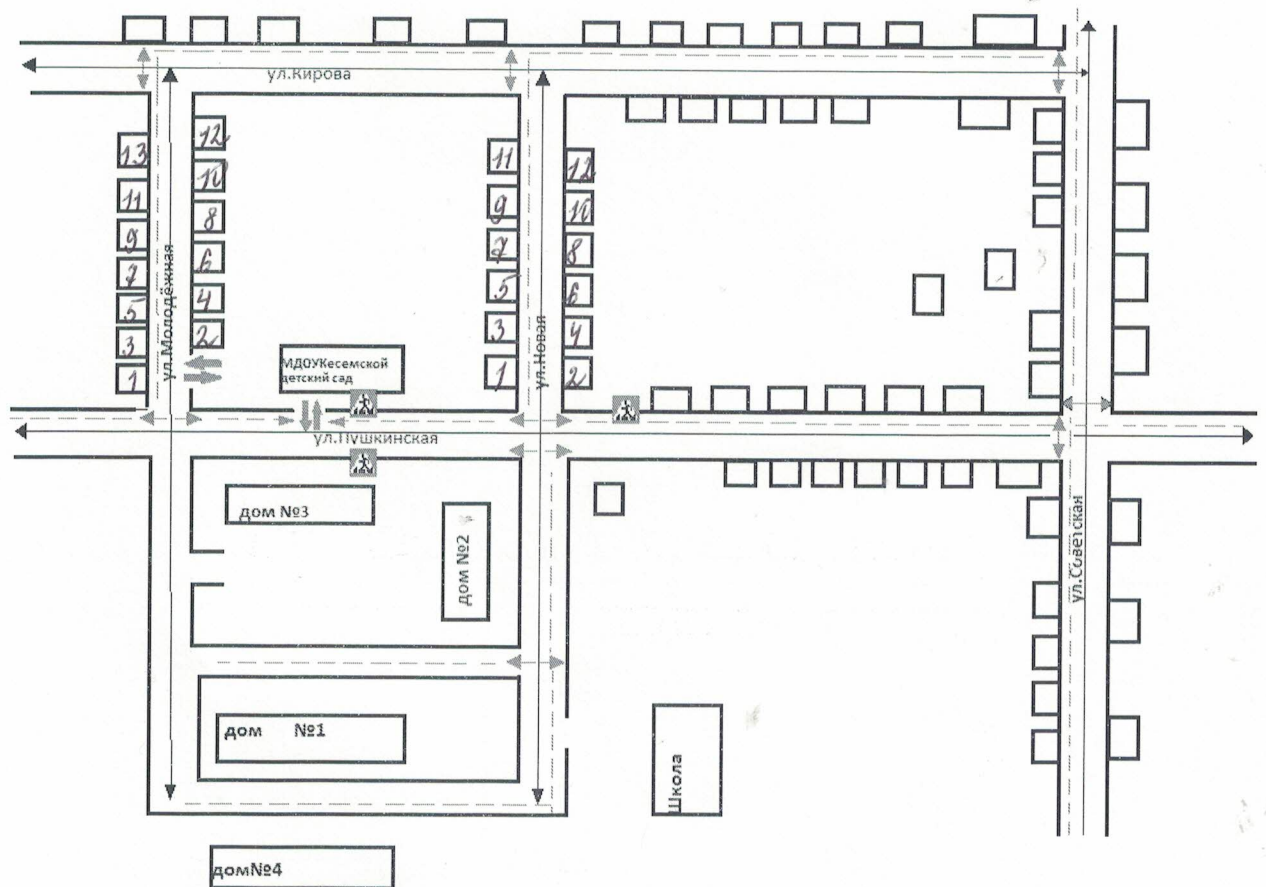 ул.Кирова
13
11
9
7
5
3
1
ул.Молодёжная
12
10
8
6
4
2
МДОУКесемской
детский сад
11
9
7
5
3
1
ул.Новая
12
10
8
6
4
2
ул.Пушкинская
ул.Советская
дом №3
дом №2
дом №1
Школа
дом№4